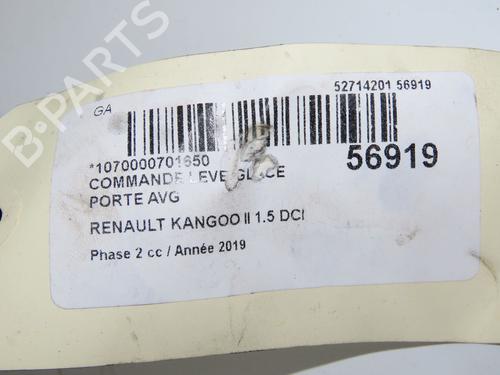 B-PARTS
GA
52714201 56919
*1070000701650
56919
COMMANDE LEVE GLACE
PORTE AVG
RENAULT KANGOO II 1.5 DCI
Phase 2 cc / Année 2019